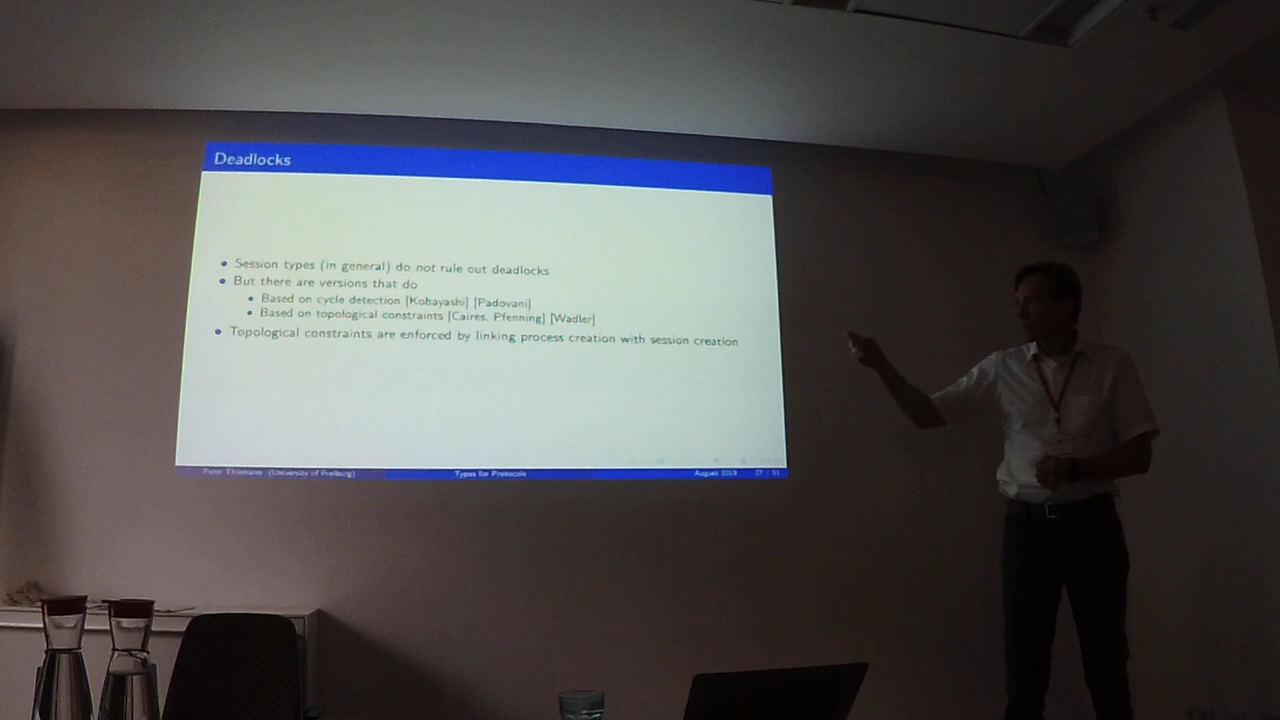 Deadlocks
Session types (in general) do not rule out deadlocks
But there are versions that do
Based on cycle detection [Kobayashi] [Padovani]
Based on topological constraints [Caires, Pfenning] [Wadler]
Topological constraints are enforced by linking process creation with session creation
Peter Thiemann (University of Freiburg) Types for Protocols August 2019 27 / 51